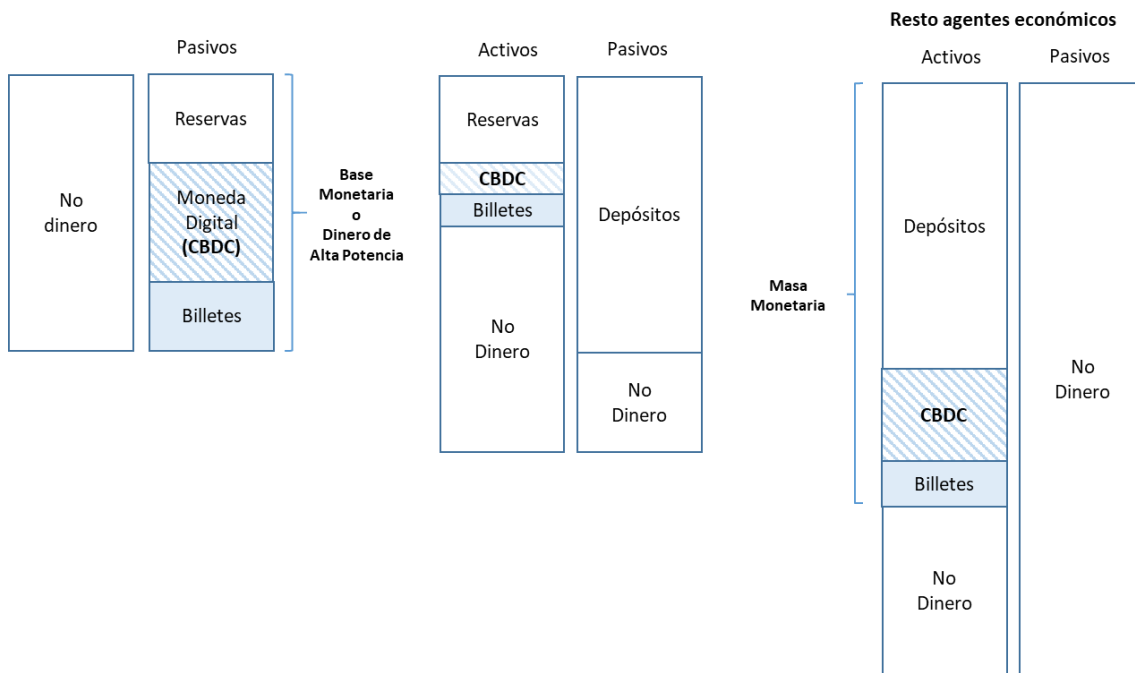 Pasivos
No
dinero
Reservas
Moneda
Digital
(CBDC)
Billetes
Base
Monetaria
o
Dinero de
Alta Potencia
Activos
Pasivos
Reservas
CBDC
Billetes
No
Dinero
Depósitos
No
Dinero
Resto agentes económicos
Activos
Pasivos
Masa
Monetaria
Depósitos
CBDC
Billetes
No
Dinero
No
Dinero